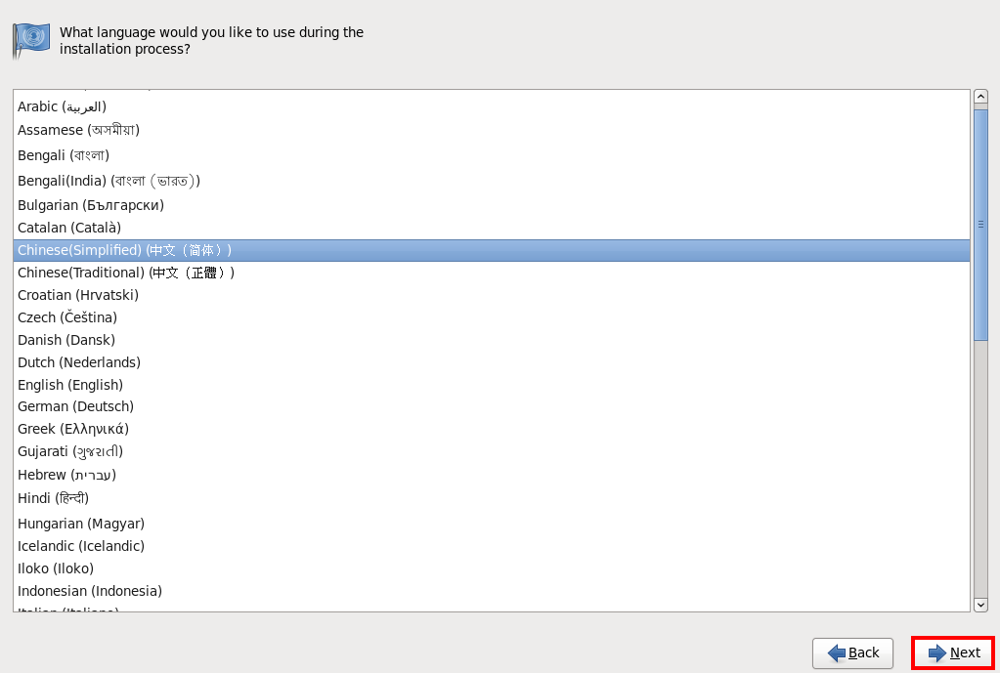 What language would you like to use during the
installation process?
Arabic (العربية)
Assamese (অসমীয়া)
Bengali (বাংলা)
Bengali(India) (বাংলা (ভারত))
Bulgarian (Български)
Catalan (Català)
Chinese(Simplified) (中文（简体）)
Chinese(Traditional) (中文（正體）)
Croatian (Hrvatski)
Czech (Čeština)
Danish (Dansk)
Dutch (Nederlands)
English (English)
German (Deutsch)
Greek (Ελληνικά)
Gujarati (ગુજરાતી)
Hebrew (עברית)
Hindi (हिन्दी)
Hungarian (Magyar)
Icelandic (Icelandic)
Iloko (Iloko)
Indonesian (Indonesia)
Italian (Italiano)
Back
Next